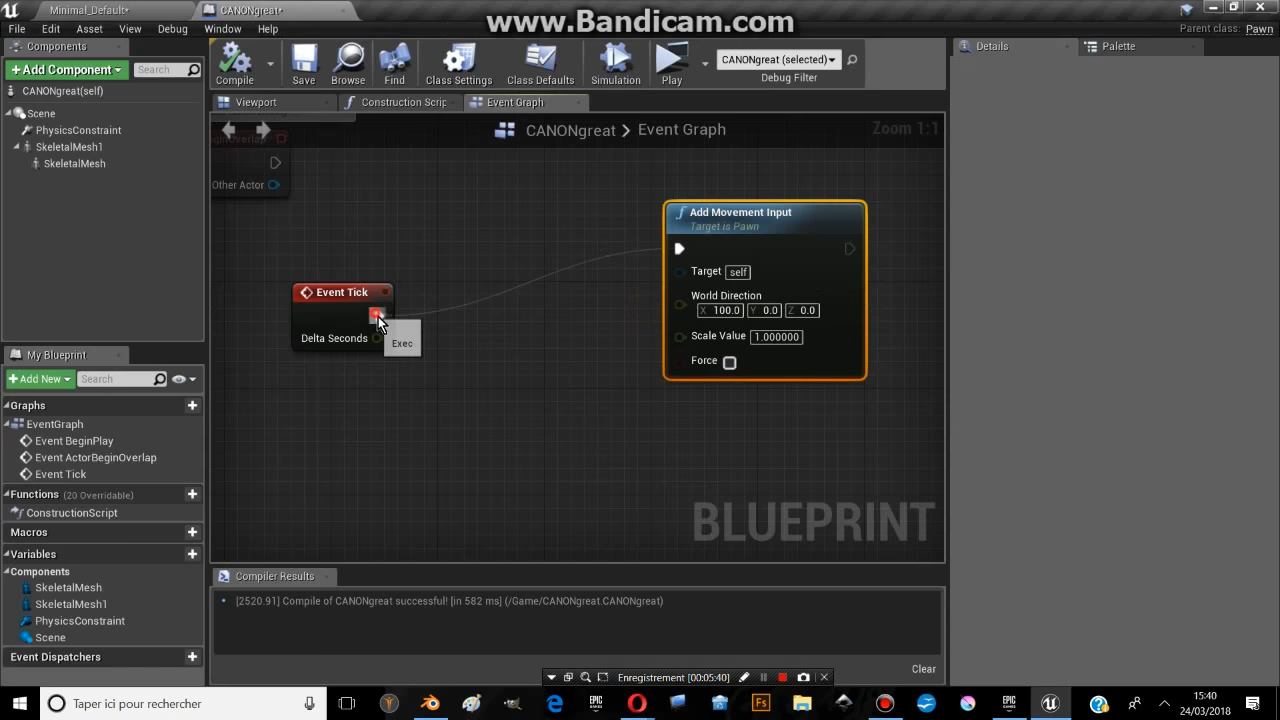 Minimal_Default*
CANONgreat*
www.Bandicam.com
File Edit Asset View Debug Window Help
Parent class: Pawn
Components
+Add Component
Search
CANONgreat(self)
Scene
PhysicsConstraint
SkeletalMesh1
SkeletalMesh
Compile
Save
Browse
Find
Class Settings
Class Defaults
Simulation
Play
CANONgreat (selected)
Debug Filter
Details
Palette
Viewport
Construction Scrip
Event Graph
CANONgreat > Event Graph
Zoom 1:1
Other Actor
Event Tick
Delta Seconds
Exec
Add Movement Input
Target is Pawn
Target self
World Direction
X 100.0 Y 0.0 Z 0.0
Scale Value 1.000000
Force
BLUEPRINT
My Blueprint
+Add New
Search
Graphs
EventGraph
Event BeginPlay
Event ActorBeginOverlap
Event Tick
Functions (20 Overridable)
ConstructionScript
Macros
Variables
Components
SkeletalMesh
SkeletalMesh1
PhysicsConstraint
Scene
Event Dispatchers
Compiler Results
[2520.91] Compile of CANONgreat successful! [in 582 ms] (/Game/CANONgreat.CANONgreat)
Clear
Enregistrement [00:05:40]
Taper ici pour rechercher
EPIC GAMES
Fs
EPIC GAMES
15:40
24/03/2018